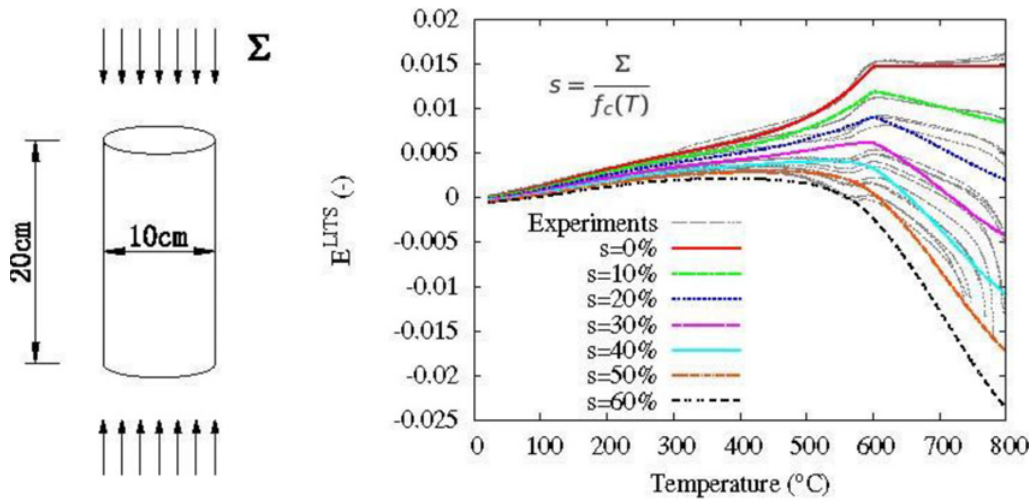 Σ
20cm
10cm
E^LITS (-)
0.02
0.015
0.01
0.005
0
-0.005
-0.01
-0.015
-0.02
-0.025
s = Σ / f_c(T)
Experiments
s=0%
s=10%
s=20%
s=30%
s=40%
s=50%
s=60%
0 100 200 300 400 500 600 700 800
Temperature (°C)